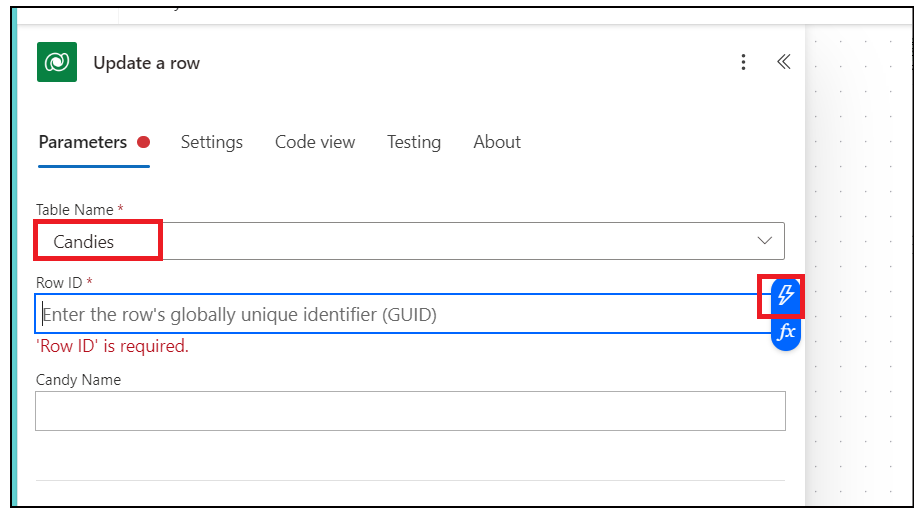 Update a row
Parameters Settings Code view Testing About
Table Name *
Candies
Row ID *
Enter the row's globally unique identifier (GUID)
fx
'Row ID' is required.
Candy Name